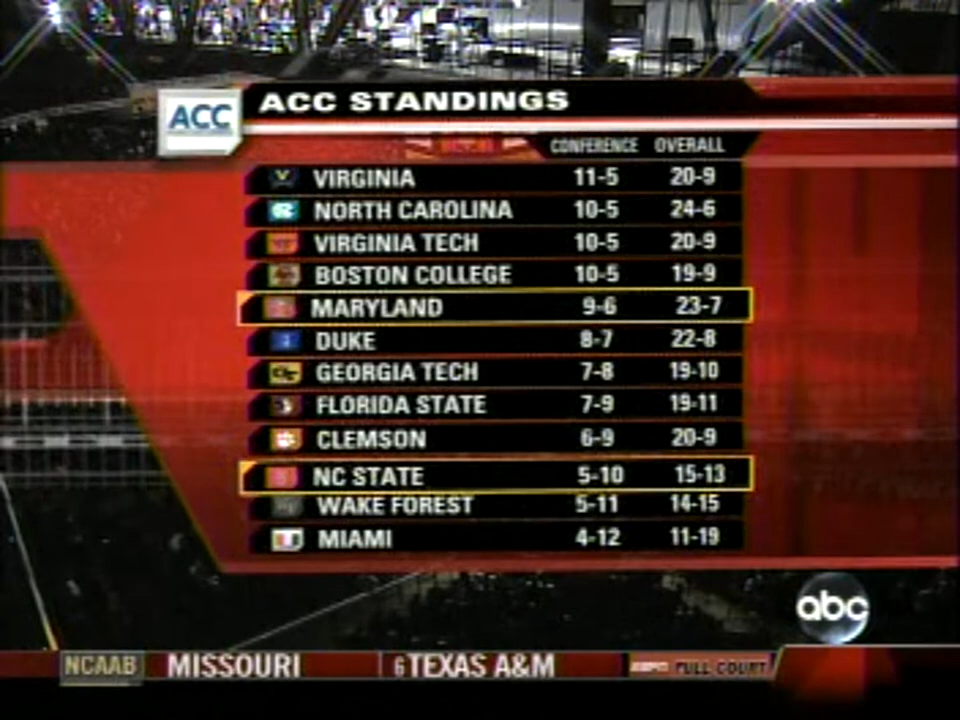 ACC
ACC STANDINGS
CONFERENCE OVERALL
VIRGINIA 11-5 20-9
NORTH CAROLINA 10-5 24-6
VIRGINIA TECH 10-5 20-9
BOSTON COLLEGE 10-5 19-9
MARYLAND 9-6 23-7
DUKE 8-7 22-8
GEORGIA TECH 7-8 19-10
FLORIDA STATE 7-9 19-11
CLEMSON 6-9 20-9
NC STATE 5-10 15-13
WAKE FOREST 5-11 14-15
MIAMI 4-12 11-19
abc
NCAAB MISSOURI 6 TEXAS A&M ESPN FULL COURT